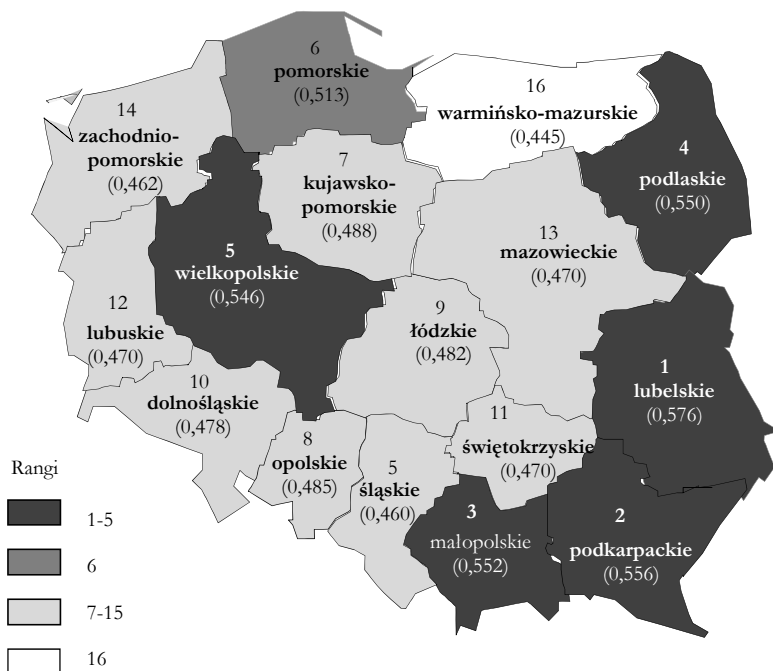 6
pomorskie
(0,513)
16
warmińsko-mazurskie
(0,445)
14
zachodnio-
pomorskie
(0,462)
7
kujawsko-
pomorskie
(0,488)
4
podlaskie
(0,550)
5
wielkopolskie
(0,546)
13
mazowieckie
(0,470)
12
lubuskie
(0,470)
9
łódzkie
(0,482)
1
lubelskie
(0,576)
10
dolnośląskie
(0,478)
11
świętokrzyskie
(0,470)
8
opolskie
(0,485)
5
śląskie
(0,460)
3
małopolskie
(0,552)
2
podkarpackie
(0,556)
Rangi
1-5
6
7-15
16